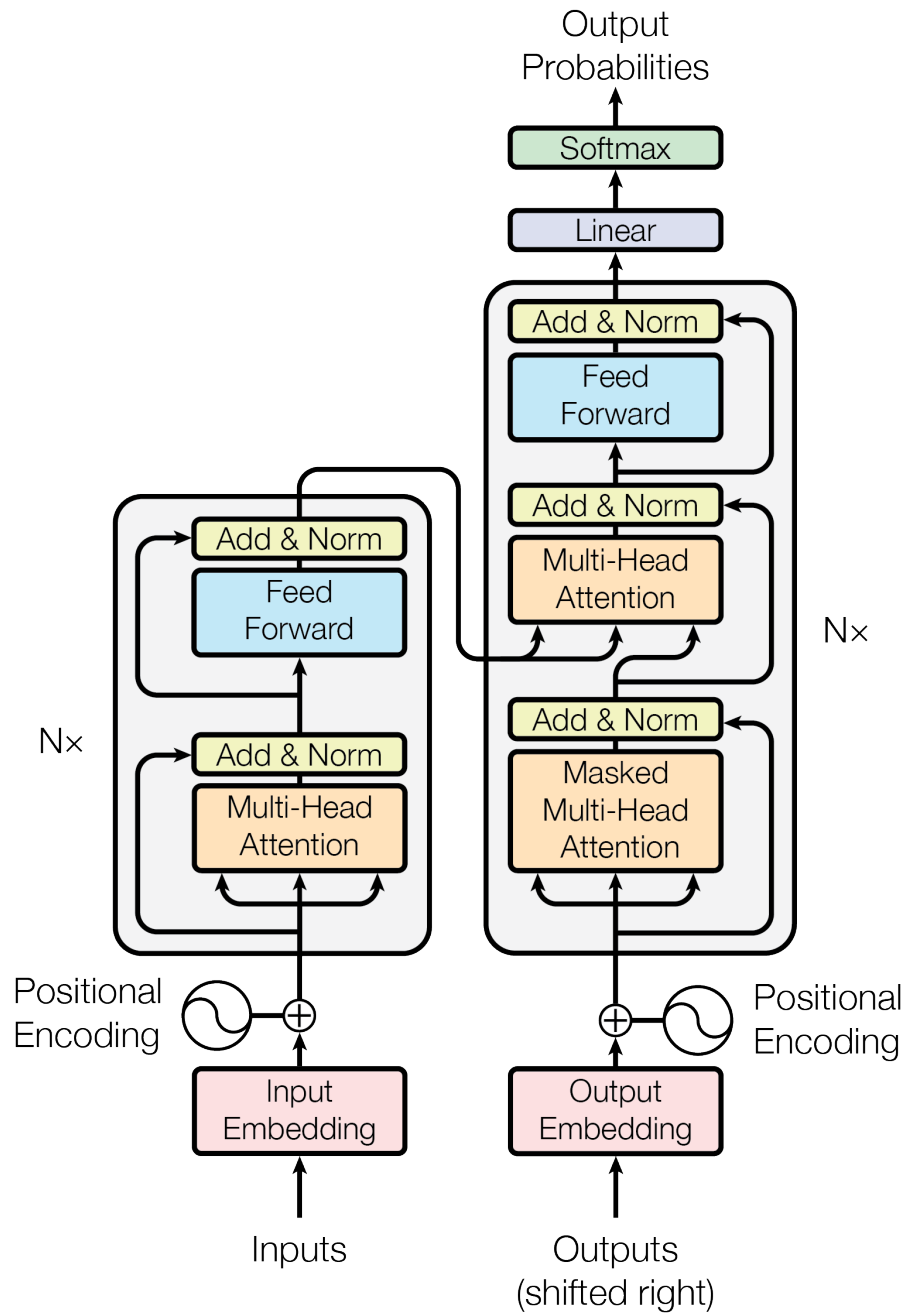 Output
Probabilities
Softmax
Linear
Add & Norm
Feed
Forward
Add & Norm
Multi-Head
Attention
Add & Norm
Masked
Multi-Head
Attention
N×
Add & Norm
Feed
Forward
Add & Norm
Multi-Head
Attention
N×
Positional
Encoding
Positional
Encoding
Input
Embedding
Output
Embedding
Inputs
Outputs
(shifted right)